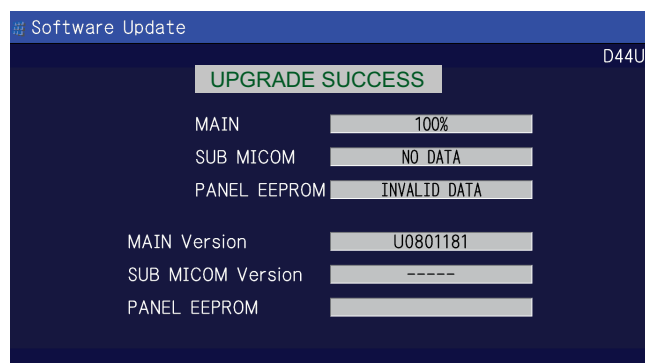 Software Update
D44U
UPGRADE SUCCESS
MAIN 100%
SUB MICOM NO DATA
PANEL EEPROM INVALID DATA
MAIN Version U0801181
SUB MICOM Version -----
PANEL EEPROM